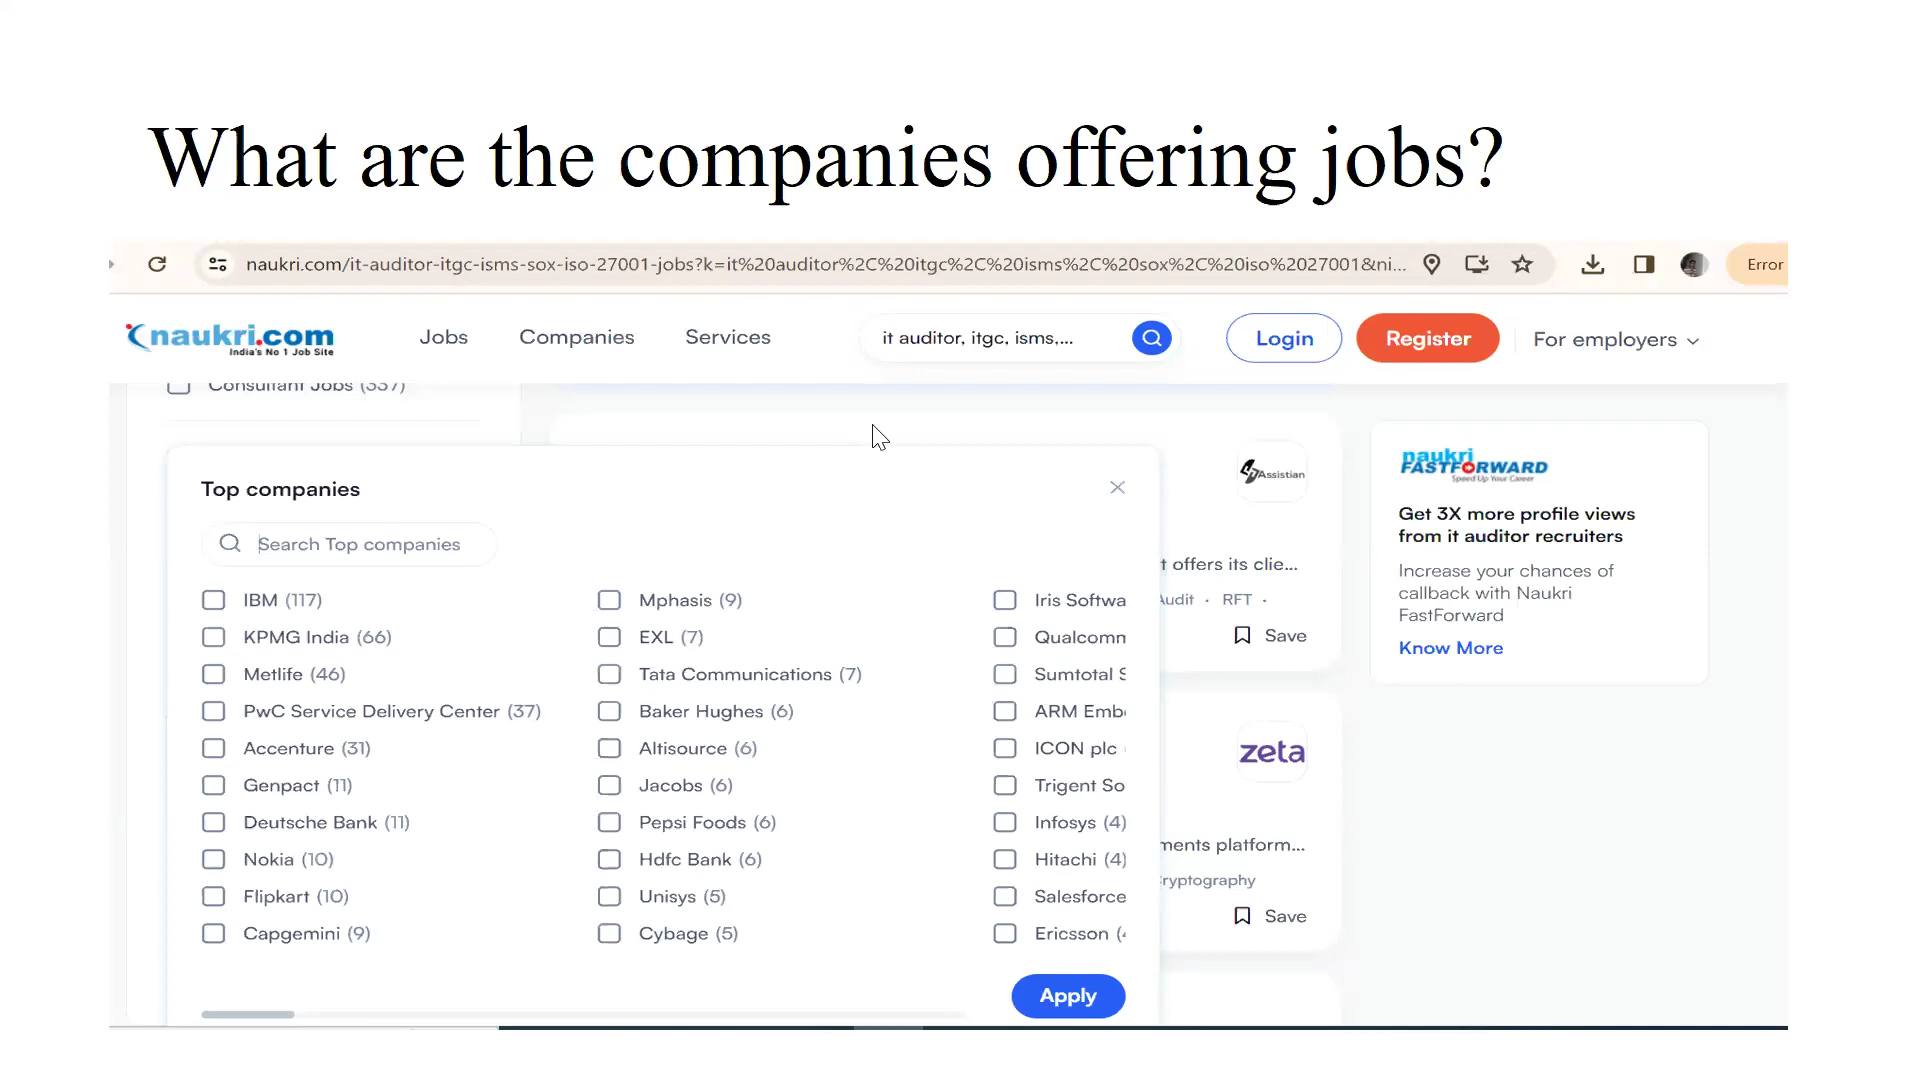 What are the companies offering jobs?
naukri.com/it-auditor-itgc-isms-sox-iso-27001-jobs?k=it%20auditor%2C%20itgc%2C%20isms%2C%20sox%2C%20iso%2027001&ni...
Error
naukri.com
India's No 1 Job Site
Jobs
Companies
Services
it auditor, itgc, isms,...
Login
Register
For employers
Consultant Jobs (337)
Top companies
Search Top companies
IBM (117)
KPMG India (66)
Metlife (46)
PwC Service Delivery Center (37)
Accenture (31)
Genpact (11)
Deutsche Bank (11)
Nokia (10)
Flipkart (10)
Capgemini (9)
Mphasis (9)
EXL (7)
Tata Communications (7)
Baker Hughes (6)
Altisource (6)
Jacobs (6)
Pepsi Foods (6)
Hdfc Bank (6)
Unisys (5)
Cybage (5)
Iris Softwa
Qualcomm
Sumtotal S
ARM Emb
ICON plc
Trigent So
Infosys (4)
Hitachi (4)
Salesforce
Ericsson (
Apply
Assistian
t offers its clie...
Audit · RFT ·
Save
zeta
ments platform...
ryptography
Save
naukri
FASTFORWARD
Speed Up Your Career
Get 3X more profile views
from it auditor recruiters
Increase your chances of
callback with Naukri
FastForward
Know More